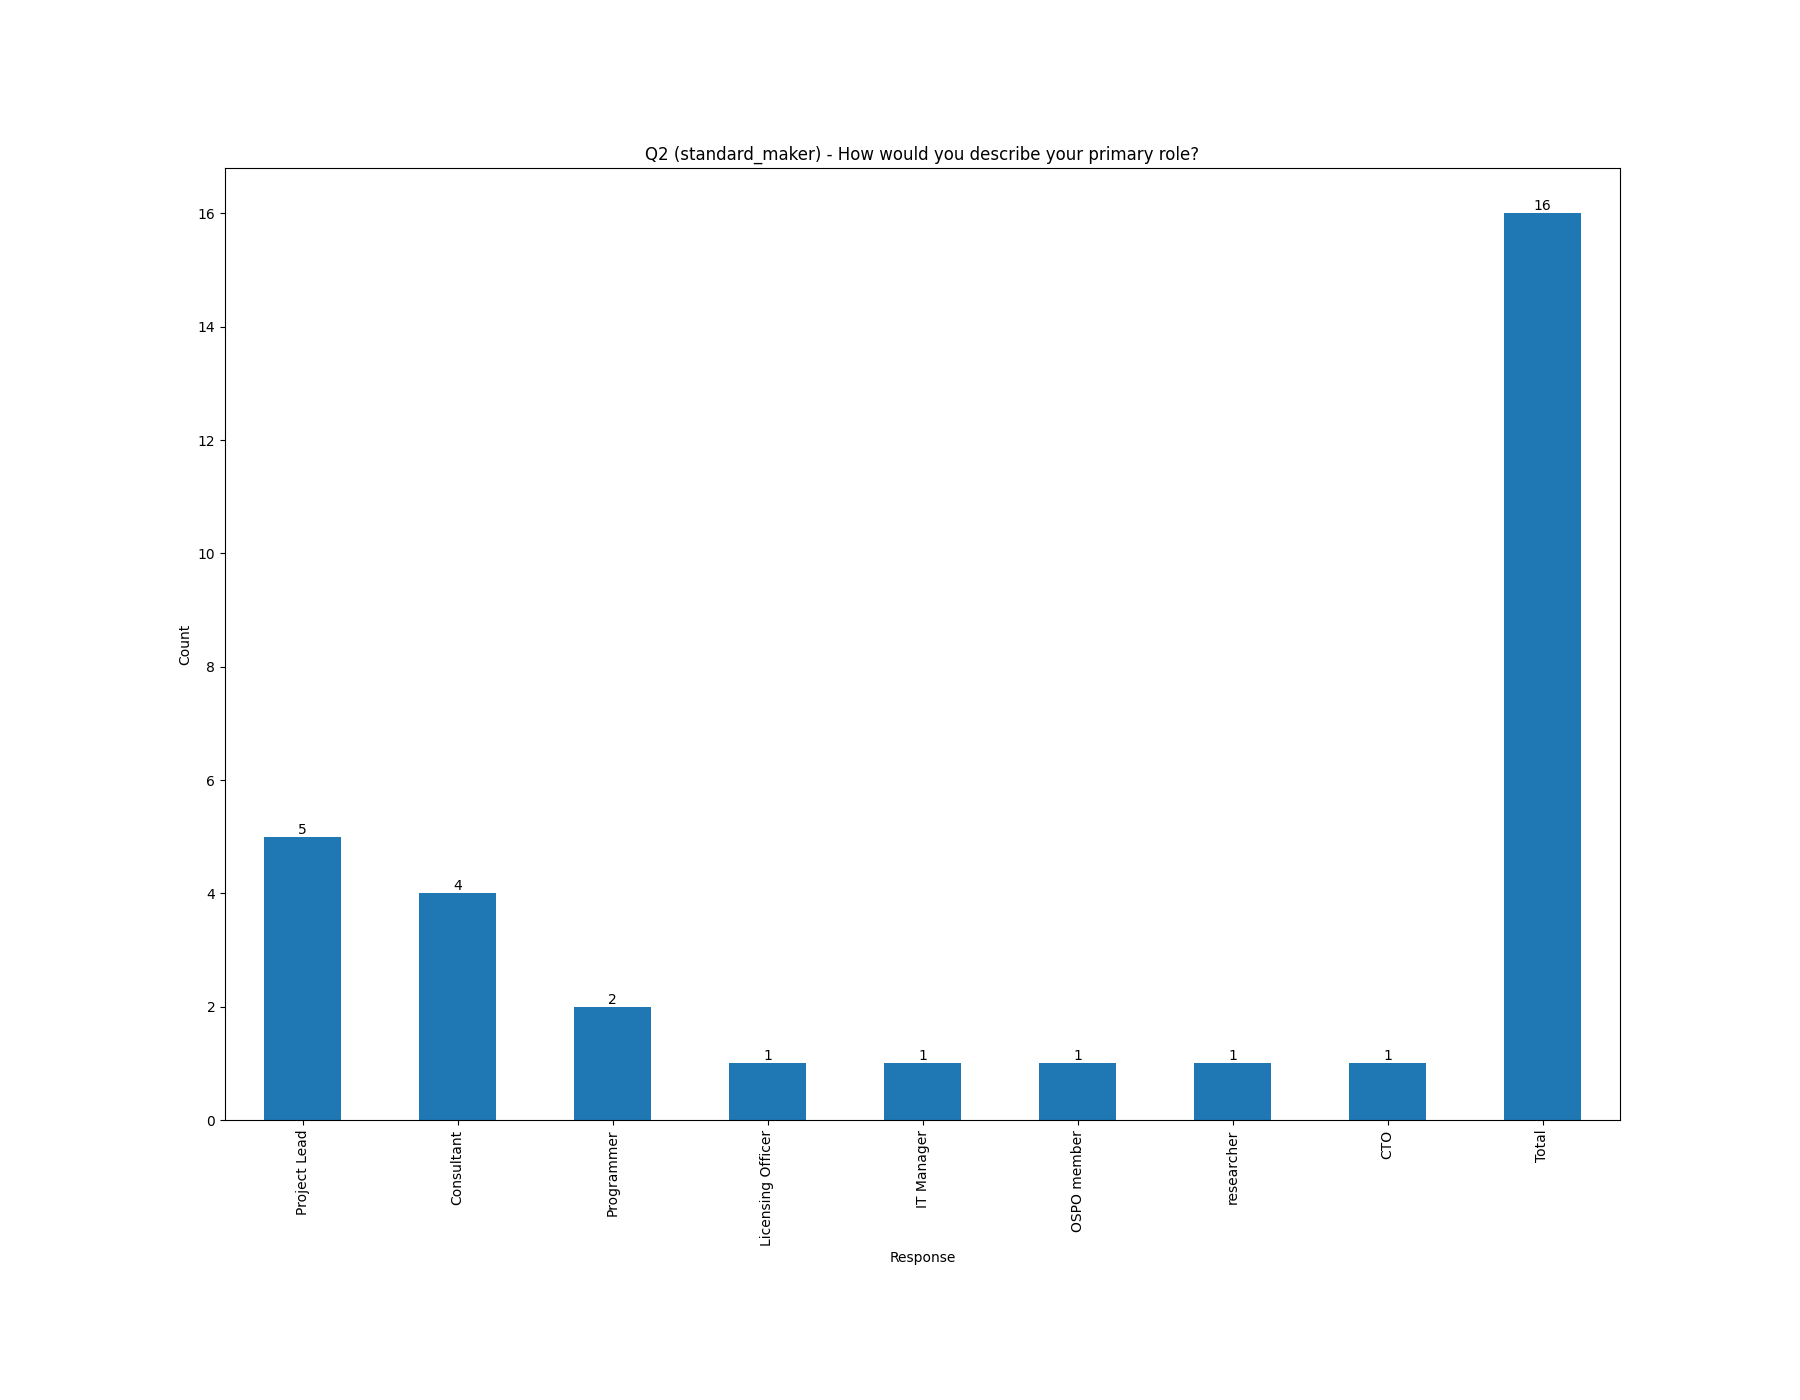 Q2 (standard_maker) - How would you describe your primary role?
Count
16
14
12
10
8
6
4
2
0
5
4
2
1
1
1
1
1
16
Project Lead
Consultant
Programmer
Licensing Officer
IT Manager
OSPO member
researcher
CTO
Total
Response